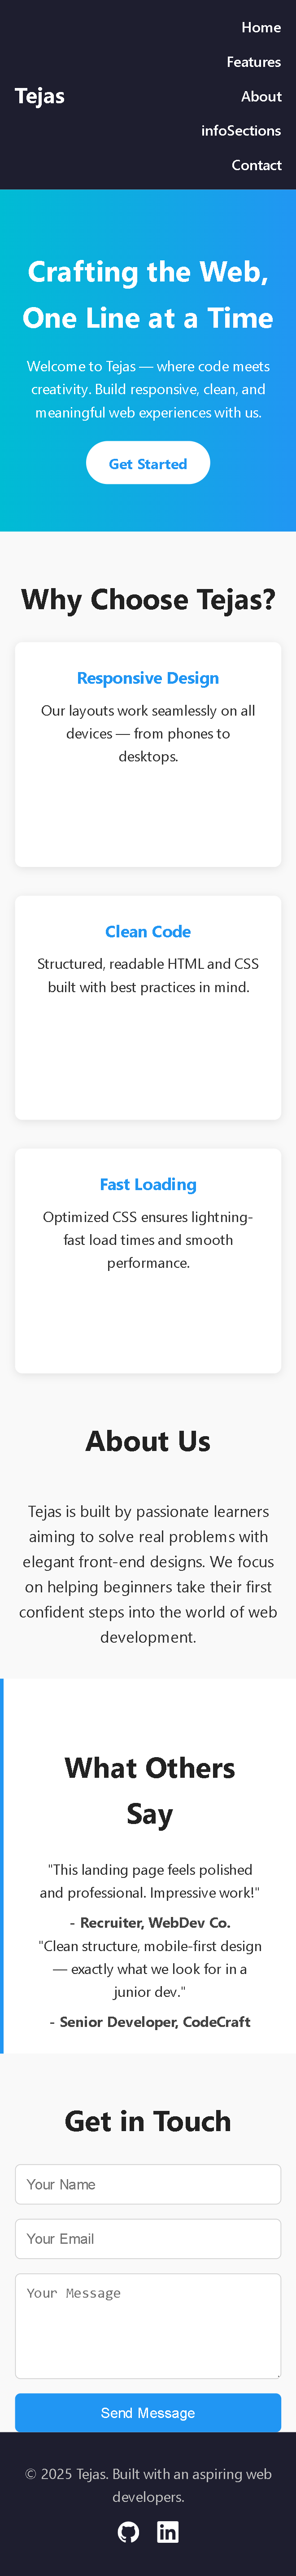 Home
Features
Tejas
About
infoSections
Contact
Crafting the Web,
One Line at a Time
Welcome to Tejas — where code meets
creativity. Build responsive, clean, and
meaningful web experiences with us.
Get Started
Why Choose Tejas?
Responsive Design
Our layouts work seamlessly on all
devices — from phones to
desktops.
Clean Code
Structured, readable HTML and CSS
built with best practices in mind.
Fast Loading
Optimized CSS ensures lightning-
fast load times and smooth
performance.
About Us
Tejas is built by passionate learners
aiming to solve real problems with
elegant front-end designs. We focus
on helping beginners take their first
confident steps into the world of web
development.
What Others
Say
"This landing page feels polished
and professional. Impressive work!"
- Recruiter, WebDev Co.
"Clean structure, mobile-first design
— exactly what we look for in a
junior dev."
- Senior Developer, CodeCraft
Get in Touch
Your Name
Your Email
Your Message
Send Message
© 2025 Tejas. Built with an aspiring web
developers.